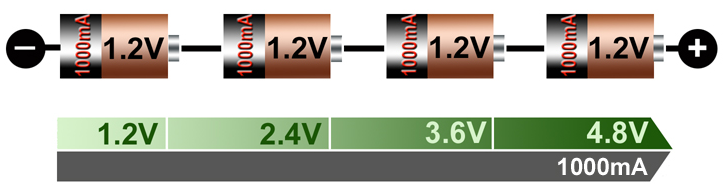 − 1000mA 1.2V 1000mA 1.2V 1000mA 1.2V 1000mA 1.2V +
1.2V 2.4V 3.6V 4.8V
1000mA